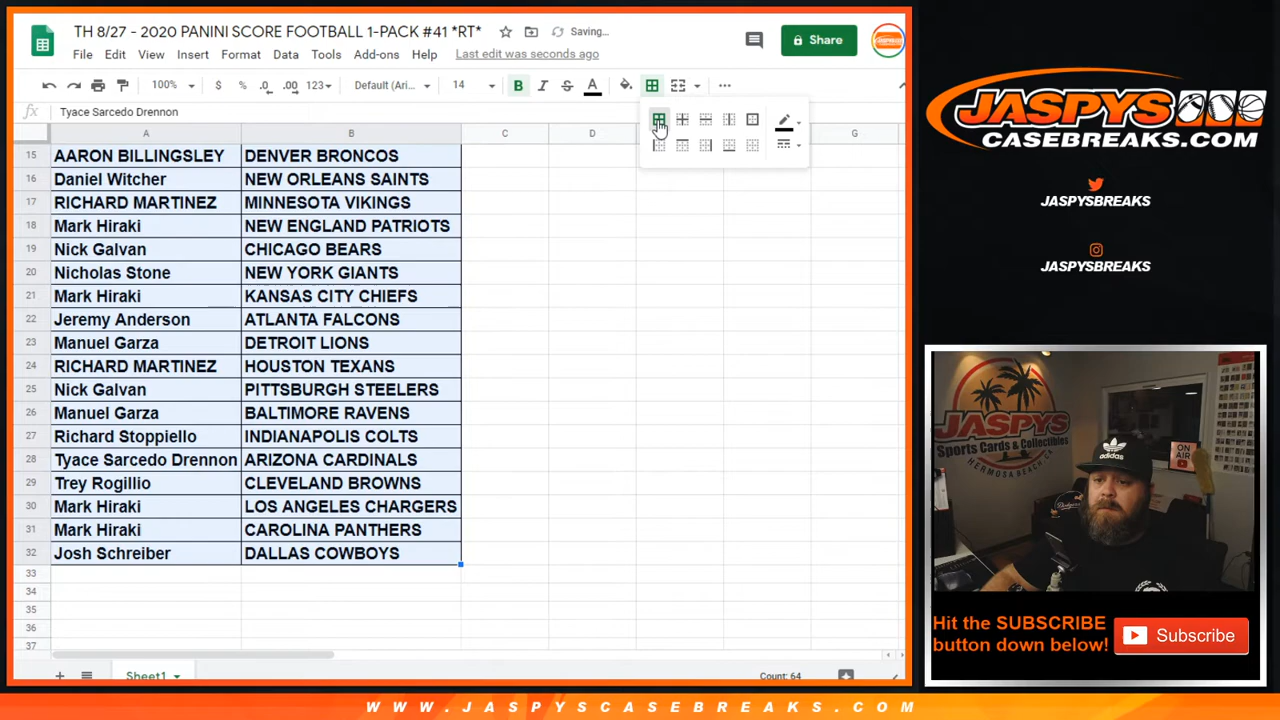 TH 8/27 - 2020 PANINI SCORE FOOTBALL 1-PACK #41 *RT*
Saving...
File Edit View Insert Format Data Tools Add-ons Help Last edit was seconds ago
Share
100% $ % .0 .00 123 Default (Ari... 14 B I S A
fx Tyace Sarcedo Drennon
A B C D G
15 AARON BILLINGSLEY DENVER BRONCOS
16 Daniel Witcher NEW ORLEANS SAINTS
17 RICHARD MARTINEZ MINNESOTA VIKINGS
18 Mark Hiraki NEW ENGLAND PATRIOTS
19 Nick Galvan CHICAGO BEARS
20 Nicholas Stone NEW YORK GIANTS
21 Mark Hiraki KANSAS CITY CHIEFS
22 Jeremy Anderson ATLANTA FALCONS
23 Manuel Garza DETROIT LIONS
24 RICHARD MARTINEZ HOUSTON TEXANS
25 Nick Galvan PITTSBURGH STEELERS
26 Manuel Garza BALTIMORE RAVENS
27 Richard Stoppiello INDIANAPOLIS COLTS
28 Tyace Sarcedo Drennon ARIZONA CARDINALS
29 Trey Rogillio CLEVELAND BROWNS
30 Mark Hiraki LOS ANGELES CHARGERS
31 Mark Hiraki CAROLINA PANTHERS
32 Josh Schreiber DALLAS COWBOYS
33
34
35
36
37
Sheet1
Count: 64
JASPYS
CASEBREAKS.COM
JASPYSBREAKS
JASPYSBREAKS
JASPYS
Sports Cards & Collectibles
HERMOSA BEACH, CA
ON
AIR
adidas
Dodgers
Hit the SUBSCRIBE
button down below!
Subscribe
WWW.JASPYSCASEBREAKS.COM